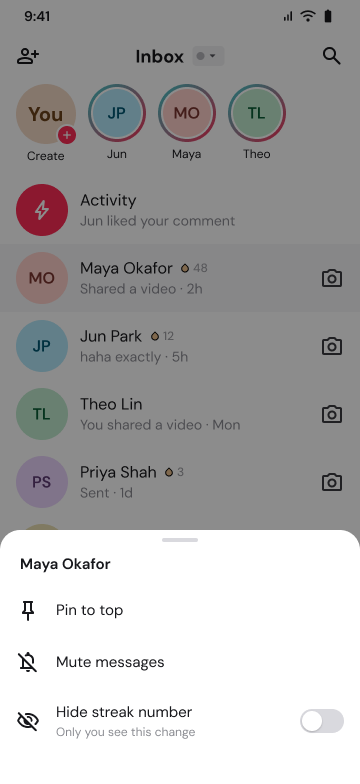 9:41
Inbox
You
JP
MO
TL
Create
Jun
Maya
Theo
Activity
Jun liked your comment
MO
Maya Okafor 48
Shared a video · 2h
JP
Jun Park 12
haha exactly · 5h
TL
Theo Lin
You shared a video · Mon
PS
Priya Shah 3
Sent · 1d
Maya Okafor
Pin to top
Mute messages
Hide streak number
Only you see this change